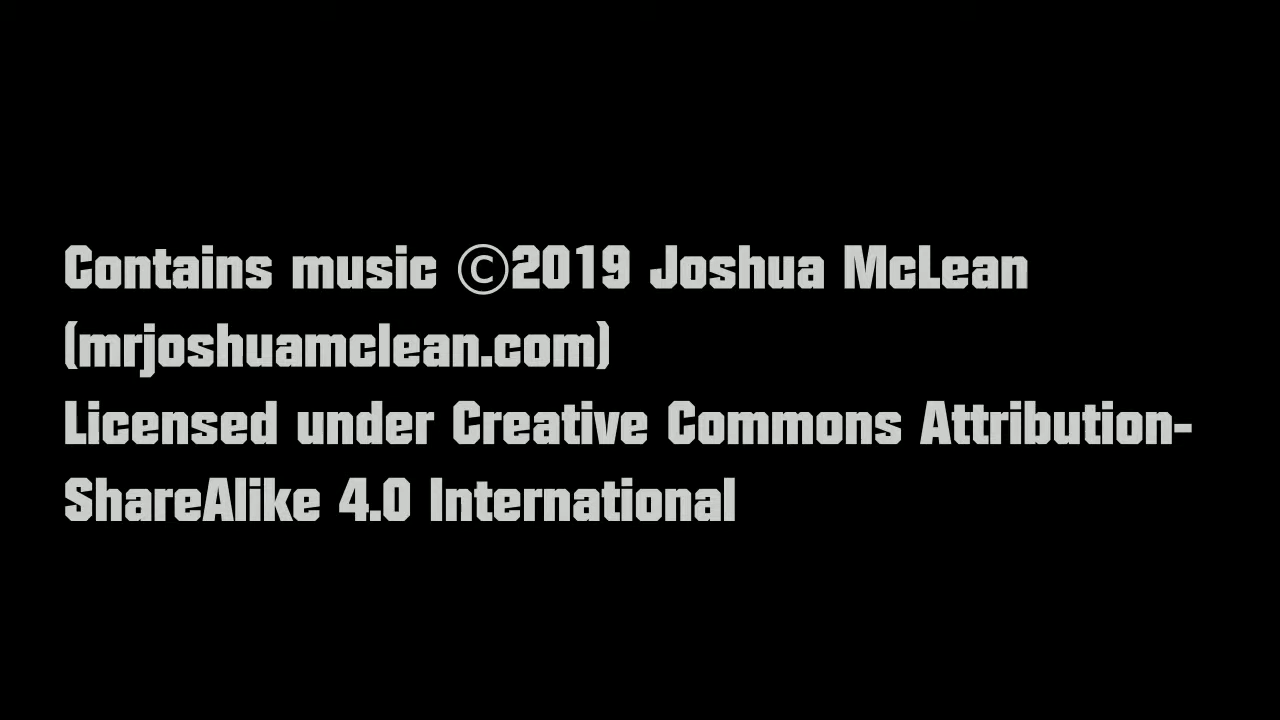 Contains music ©2019 Joshua McLean
(mrjoshuamclean.com)
Licensed under Creative Commons Attribution-
ShareAlike 4.0 International